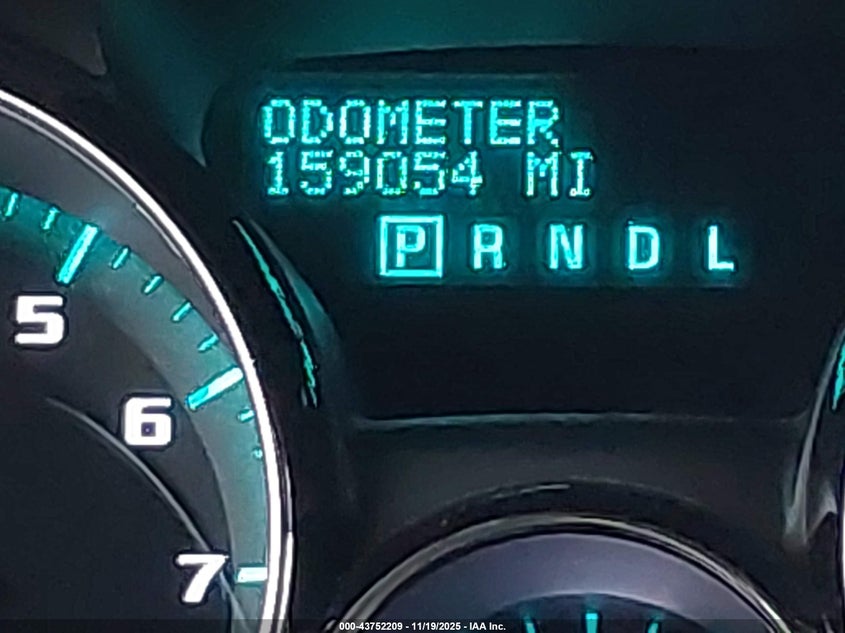 ODOMETER
159054 MI
P R N D L
5
6
7
000-43752209 - 11/19/2025 - IAA Inc.